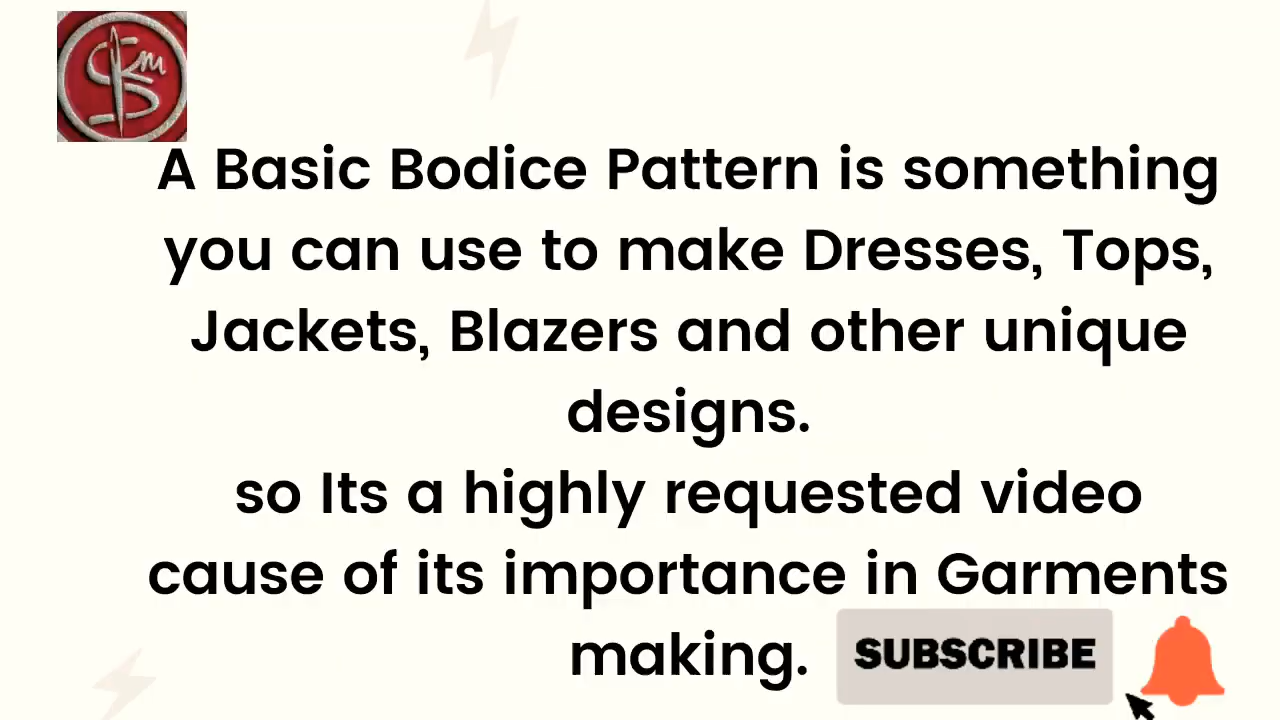 A Basic Bodice Pattern is something
you can use to make Dresses, Tops,
Jackets, Blazers and other unique
designs.
so Its a highly requested video
cause of its importance in Garments
making.
SUBSCRIBE